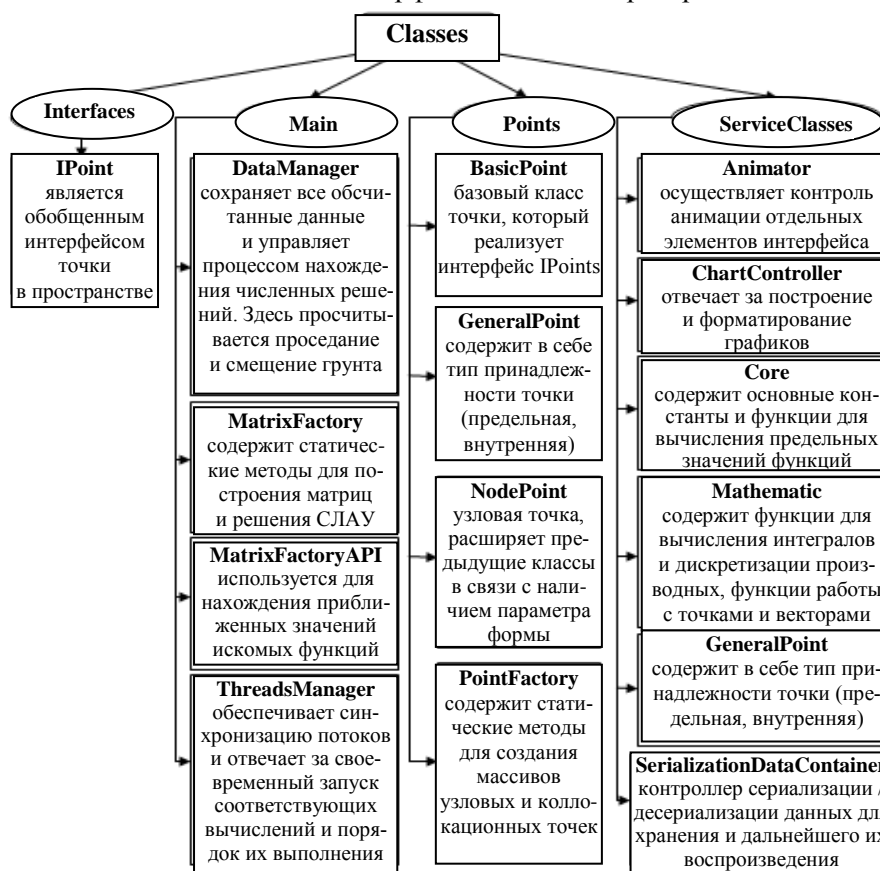 Classes
Interfaces
Main
Points
ServiceClasses
IPoint
является
обобщенным
интерфейсом
точки
в пространстве
DataManager
сохраняет все обсчи-
танные данные
и управляет
процессом нахожде-
ния численных реше-
ний. Здесь просчиты-
вается проседание
и смещение грунта
MatrixFactory
содержит статичес-
кие методы для по-
строения матриц
и решения СЛАУ
MatrixFactoryAPI
используется для
нахождения прибли-
женных значений
искомых функций
ThreadsManager
обеспечивает син-
хронизацию потоков
и отвечает за свое-
временный запуск
соответствующих
вычислений и поря-
док их выполнения
BasicPoint
базовый класс
точки, который
реализует
интерфейс IPoints
GeneralPoint
содержит в себе
тип принадлеж-
ности точки
(предельная,
внутренняя)
NodePoint
узловая точка,
расширяет пре-
дыдущие классы
в связи с нали-
чием параметра
формы
PointFactory
содержит стати-
ческие методы
для создания
массивов
узловых и колло-
кационных точек
Animator
осуществляет контроль
анимации отдельных
элементов интерфейса
ChartController
отвечает за построение
и форматирование
графиков
Core
содержит основные кон-
станты и функции для
вычисления предельных
значений функций
Mathematic
содержит функции для
вычисления интегралов
и дискретизации произ-
водных, функции работы
с точками и векторами
GeneralPoint
содержит в себе тип при-
надлежности точки (пре-
дельная, внутренняя)
SerializationDataContainer
контроллер сериализации /
десериализации данных для
хранения и дальнейшего их
воспроизведения